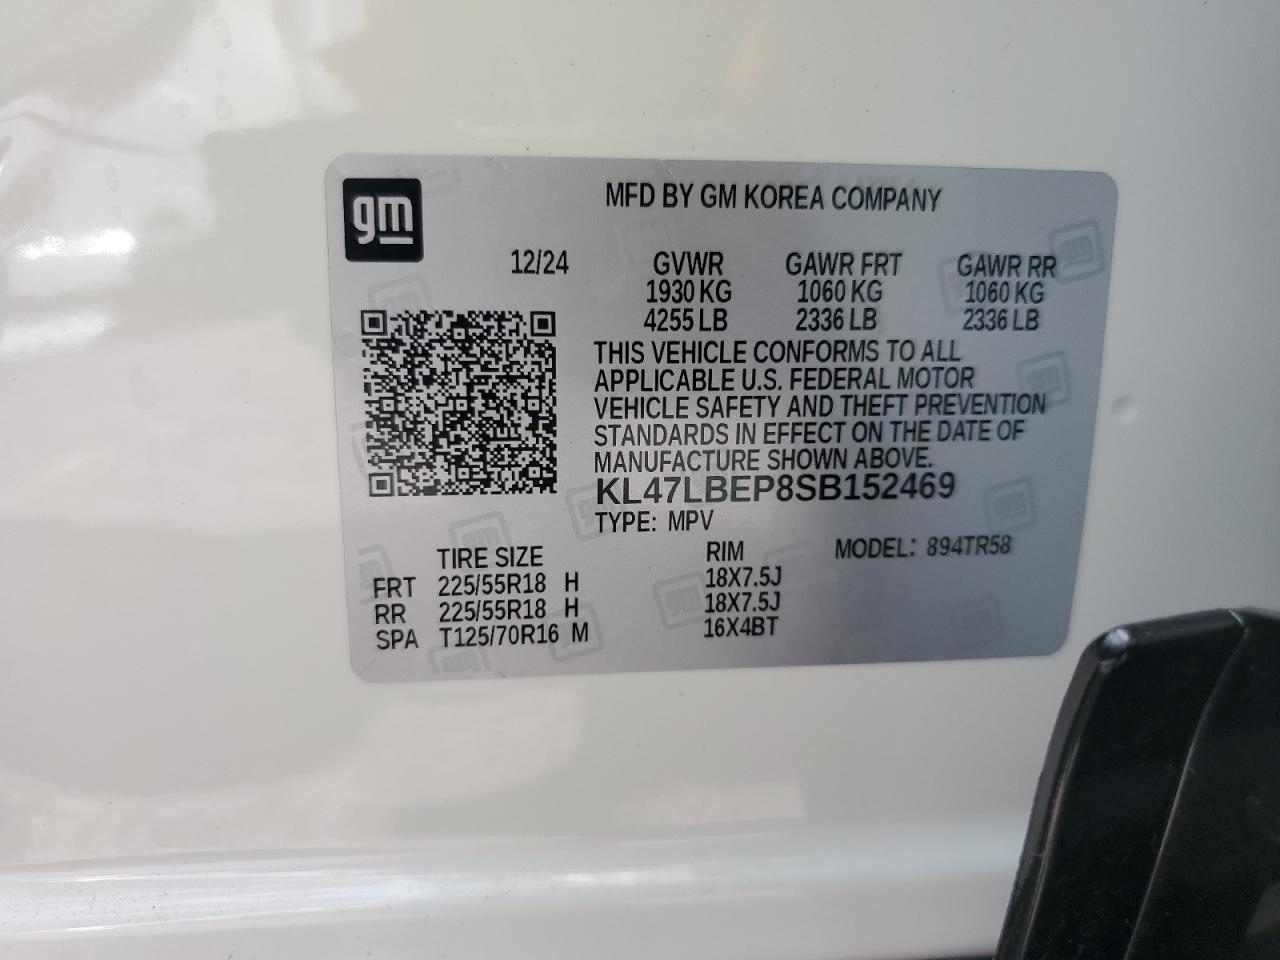 gm
MFD BY GM KOREA COMPANY
12/24 GVWR GAWR FRT GAWR RR
1930 KG 1060 KG 1060 KG
4255 LB 2336 LB 2336 LB
THIS VEHICLE CONFORMS TO ALL
APPLICABLE U.S. FEDERAL MOTOR
VEHICLE SAFETY AND THEFT PREVENTION
STANDARDS IN EFFECT ON THE DATE OF
MANUFACTURE SHOWN ABOVE.
KL47LBEP8SB152469
TYPE: MPV
TIRE SIZE RIM MODEL: 894TR58
FRT 225/55R18 H 18X7.5J
RR 225/55R18 H 18X7.5J
SPA T125/70R16 M 16X4BT